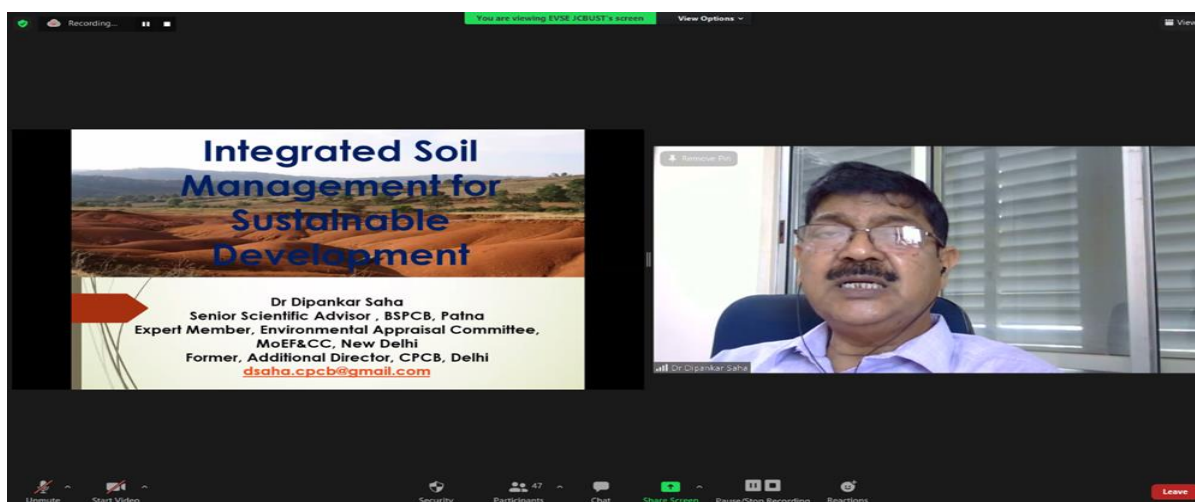 Recording...
You are viewing EVSE JCBUST's screen
View Options
View
Integrated Soil
Management for
Sustainable
Development
Dr Dipankar Saha
Senior Scientific Advisor , BSPCB, Patna
Expert Member, Environmental Appraisal Committee,
MoEF&CC, New Delhi
Former, Additional Director, CPCB, Delhi
dsaha.cpcb@gmail.com
Remove Pin
Dr Dipankar Saha
Unmute
Start Video
Security
Participants
47
Chat
Share Screen
Pause/Stop Recording
Reactions
Leave